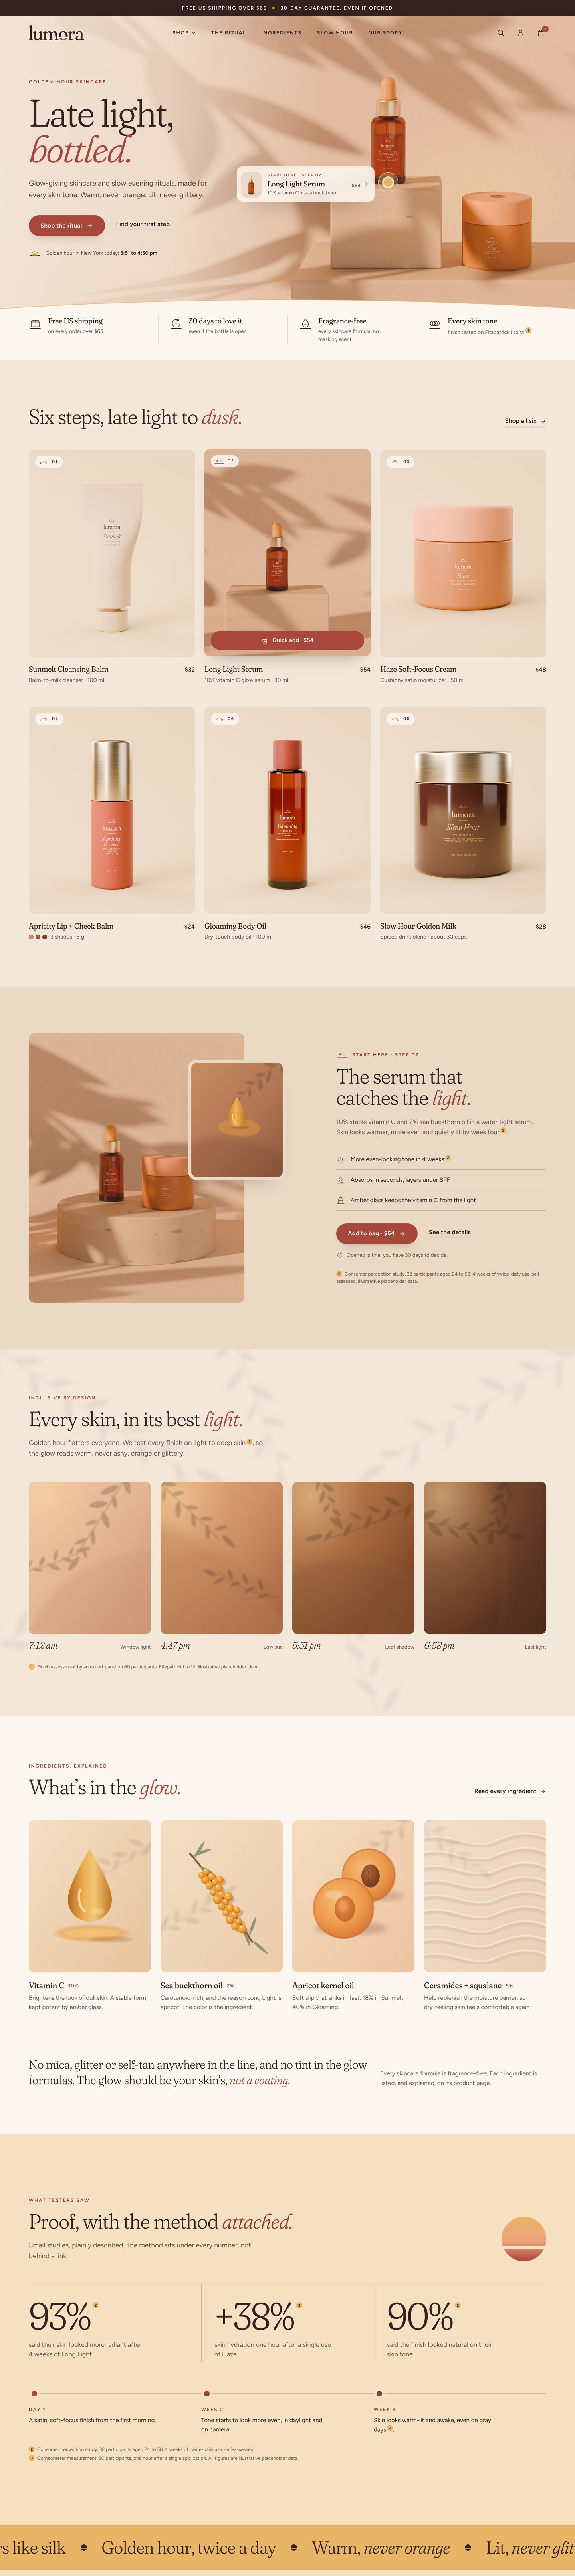 FREE US SHIPPING OVER $65 • 30-DAY GUARANTEE, EVEN IF OPENED
lumora
SHOP
THE RITUAL
INGREDIENTS
SLOW HOUR
OUR STORY
GOLDEN-HOUR SKINCARE
Late light,
bottled.
Glow-giving skincare and slow evening rituals, made for
every skin tone. Warm, never orange. Lit, never glittery.
Shop the ritual →
Find your first step
Golden hour in New York today: 3:51 to 4:50 pm
START HERE · STEP 02
Long Light Serum
10% vitamin C + sea buckthorn
$54 →
Free US shipping
on every order over $65
30 days to love it
even if the bottle is open
Fragrance-free
every skincare formula, no
masking scent
Every skin tone
finish tested on Fitzpatrick I to VI 1
Six steps, late light to dusk.
Shop all six →
01
lumora
Sunmelt
02
Quick add · $54
03
lumora
Haze
Sunmelt Cleansing Balm
$32
Balm-to-milk cleanser · 100 ml
Long Light Serum
$54
10% vitamin C glow serum · 30 ml
Haze Soft-Focus Cream
$48
Cushiony satin moisturizer · 50 ml
04
lumora
Apricity
05
lumora
Gloaming
06
lumora
Slow Hour
Apricity Lip + Cheek Balm
$24
3 shades · 6 g
Gloaming Body Oil
$46
Dry-touch body oil · 100 ml
Slow Hour Golden Milk
$28
Spiced drink blend · about 30 cups
START HERE · STEP 02
The serum that
catches the light.
10% stable vitamin C and 2% sea buckthorn oil in a water-light serum.
Skin looks warmer, more even and quietly lit by week four 2.
More even-looking tone in 4 weeks 2
Absorbs in seconds, layers under SPF
Amber glass keeps the vitamin C from the light
Add to bag · $54 →
See the details
Opened is fine: you have 30 days to decide.
2 Consumer perception study, 32 participants aged 24 to 58, 4 weeks of twice-daily use, self-
assessed. Illustrative placeholder data.
INCLUSIVE BY DESIGN
Every skin, in its best light.
Golden hour flatters everyone. We test every finish on light to deep skin 1, so
the glow reads warm, never ashy, orange or glittery.
7:12 am
Window light
4:47 pm
Low sun
5:31 pm
Leaf shadow
6:58 pm
Last light
1 Finish assessment by an expert panel on 60 participants, Fitzpatrick I to VI. Illustrative placeholder claim.
INGREDIENTS, EXPLAINED
What's in the glow.
Read every ingredient →
Vitamin C 10%
Brightens the look of dull skin. A stable form,
kept potent by amber glass.
Sea buckthorn oil 2%
Carotenoid-rich, and the reason Long Light is
apricot. The color is the ingredient.
Apricot kernel oil
Soft slip that sinks in fast: 18% in Sunmelt,
40% in Gloaming.
Ceramides + squalane 5%
Help replenish the moisture barrier, so
dry-feeling skin feels comfortable again.
No mica, glitter or self-tan anywhere in the line, and no tint in the glow
formulas. The glow should be your skin's, not a coating.
Every skincare formula is fragrance-free. Each ingredient is
listed, and explained, on its product page.
WHAT TESTERS SAW
Proof, with the method attached.
Small studies, plainly described. The method sits under every number, not
behind a link.
93% 2
said their skin looked more radiant after
4 weeks of Long Light
+38% 3
skin hydration one hour after a single use
of Haze
90% 2
said the finish looked natural on their
skin tone
DAY 1
A satin, soft-focus finish from the first morning.
WEEK 2
Tone starts to look more even, in daylight and
on camera.
WEEK 4
Skin looks warm-lit and awake, even on gray
days 2.
2 Consumer perception study, 32 participants aged 24 to 58, 4 weeks of twice-daily use, self-assessed.
3 Corneometer measurement, 20 participants, one hour after a single application. All figures are illustrative placeholder data.
s like silk • Golden hour, twice a day • Warm, never orange • Lit, never glit